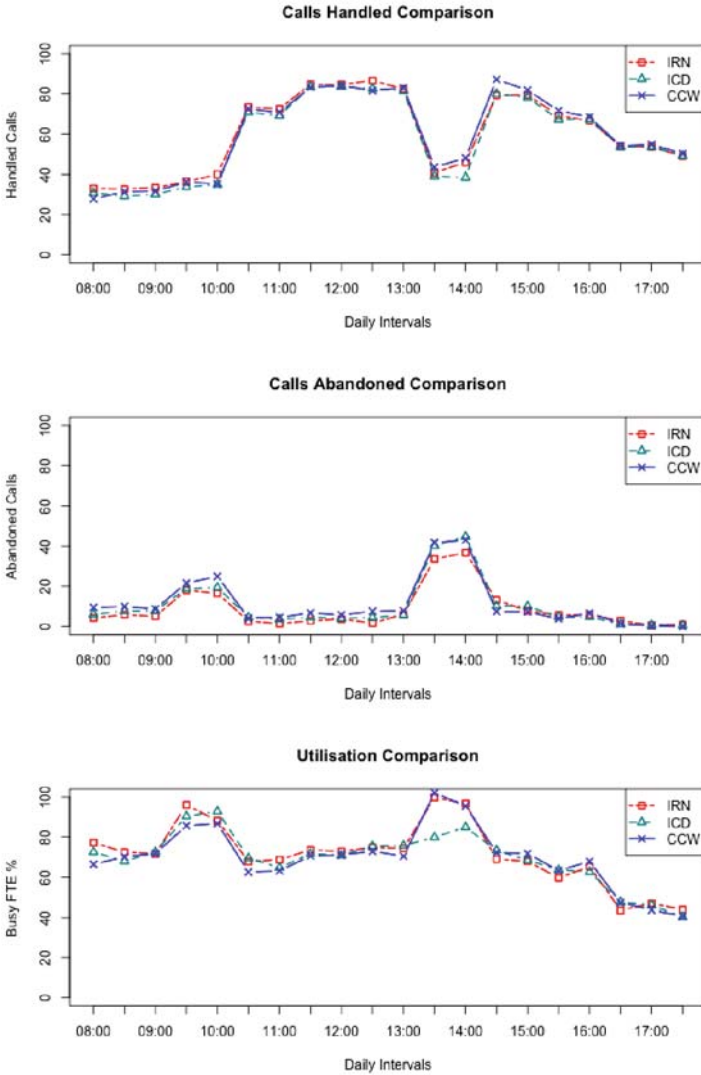 Calls Handled Comparison
100
80
60
40
20
0
Handled Calls
IRN
ICD
CCW
08:00 09:00 10:00 11:00 12:00 13:00 14:00 15:00 16:00 17:00
Daily Intervals
Calls Abandoned Comparison
100
80
60
40
20
0
Abandoned Calls
IRN
ICD
CCW
08:00 09:00 10:00 11:00 12:00 13:00 14:00 15:00 16:00 17:00
Daily Intervals
Utilisation Comparison
100
80
60
40
20
0
Busy FTE %
IRN
ICD
CCW
08:00 09:00 10:00 11:00 12:00 13:00 14:00 15:00 16:00 17:00
Daily Intervals